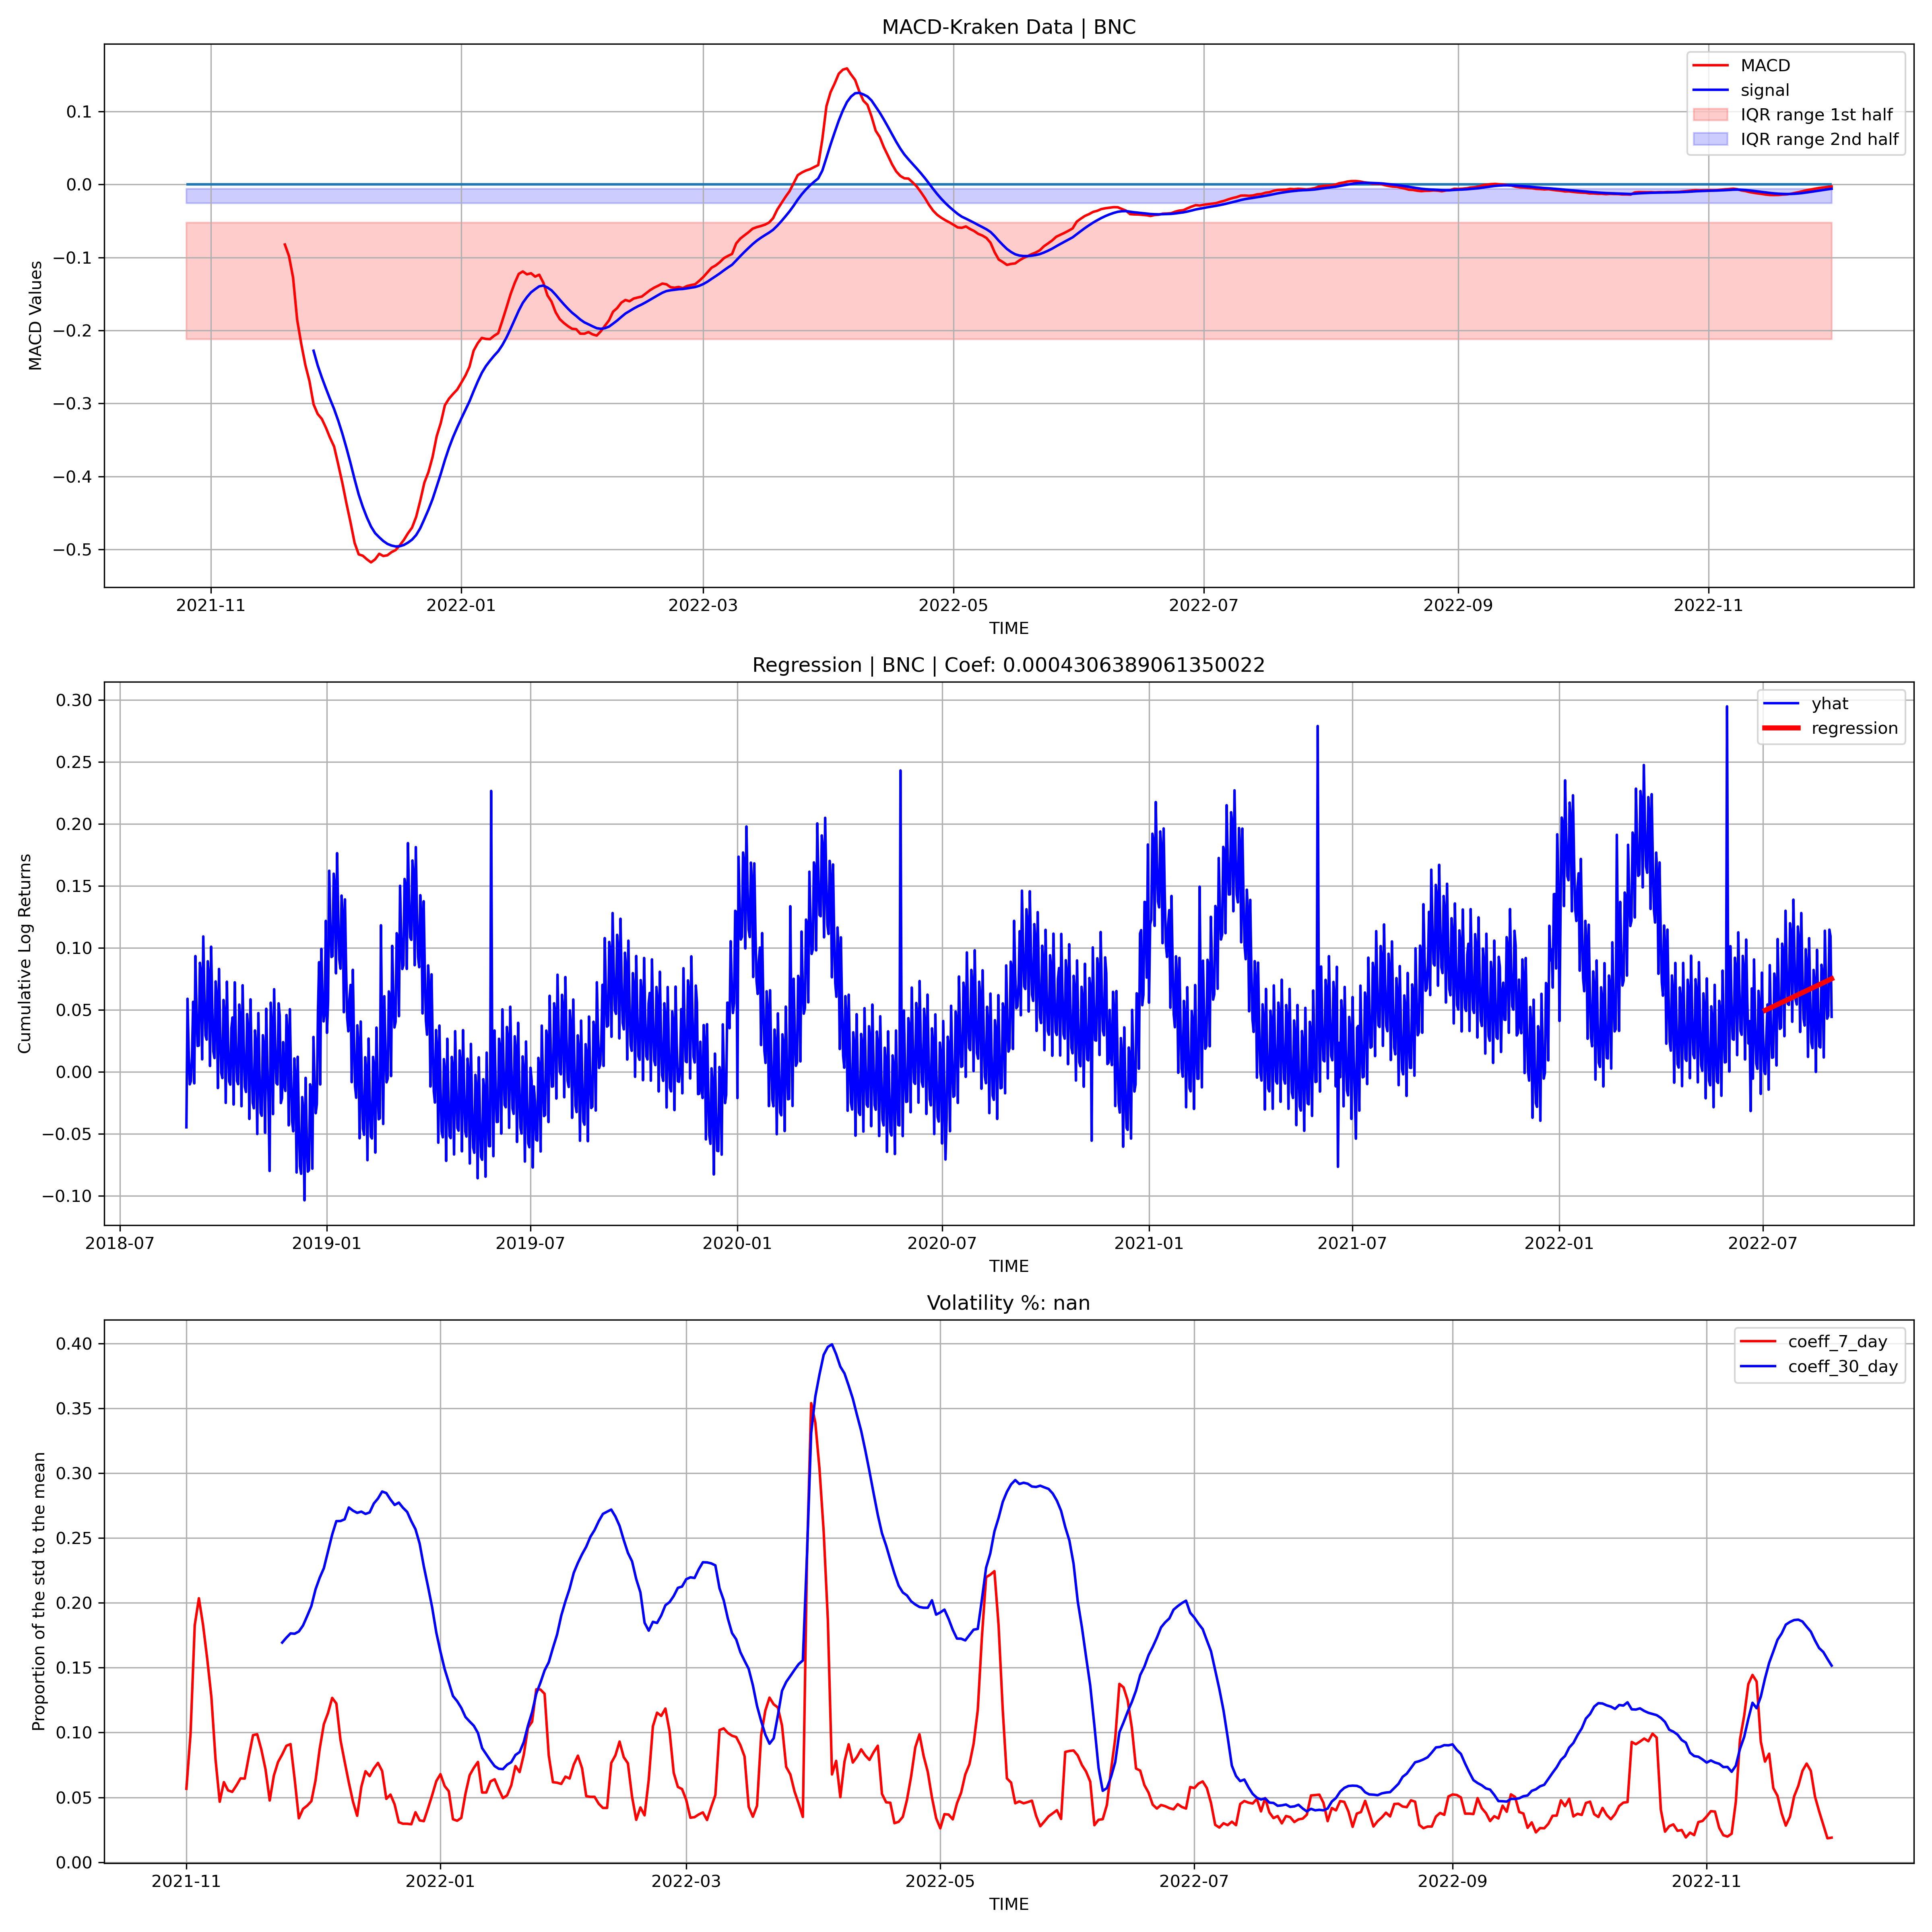 MACD-Kraken Data | BNC
MACD
signal
IQR range 1st half
IQR range 2nd half
MACD Values
0.1
0.0
−0.1
−0.2
−0.3
−0.4
−0.5
2021-11 2022-01 2022-03 2022-05 2022-07 2022-09 2022-11
TIME
Regression | BNC | Coef: 0.0004306389061350022
yhat
regression
Cumulative Log Returns
0.30
0.25
0.20
0.15
0.10
0.05
0.00
−0.05
−0.10
2018-07 2019-01 2019-07 2020-01 2020-07 2021-01 2021-07 2022-01 2022-07
TIME
Volatility %: nan
coeff_7_day
coeff_30_day
Proportion of the std to the mean
0.40
0.35
0.30
0.25
0.20
0.15
0.10
0.05
0.00
2021-11 2022-01 2022-03 2022-05 2022-07 2022-09 2022-11
TIME